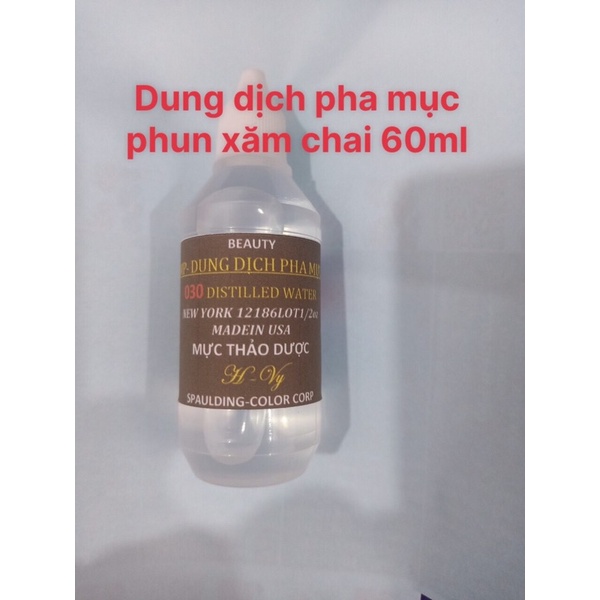 Dung dịch pha mục
phun xăm chai 60ml
BEAUTY
DUNG DỊCH PHA
030 DISTILLED WATER
NEW YORK 12186LOT1/2oz
MADEIN USA
MỰC THẢO DƯỢC
H-Vy
SPAULDING-COLOR CORP